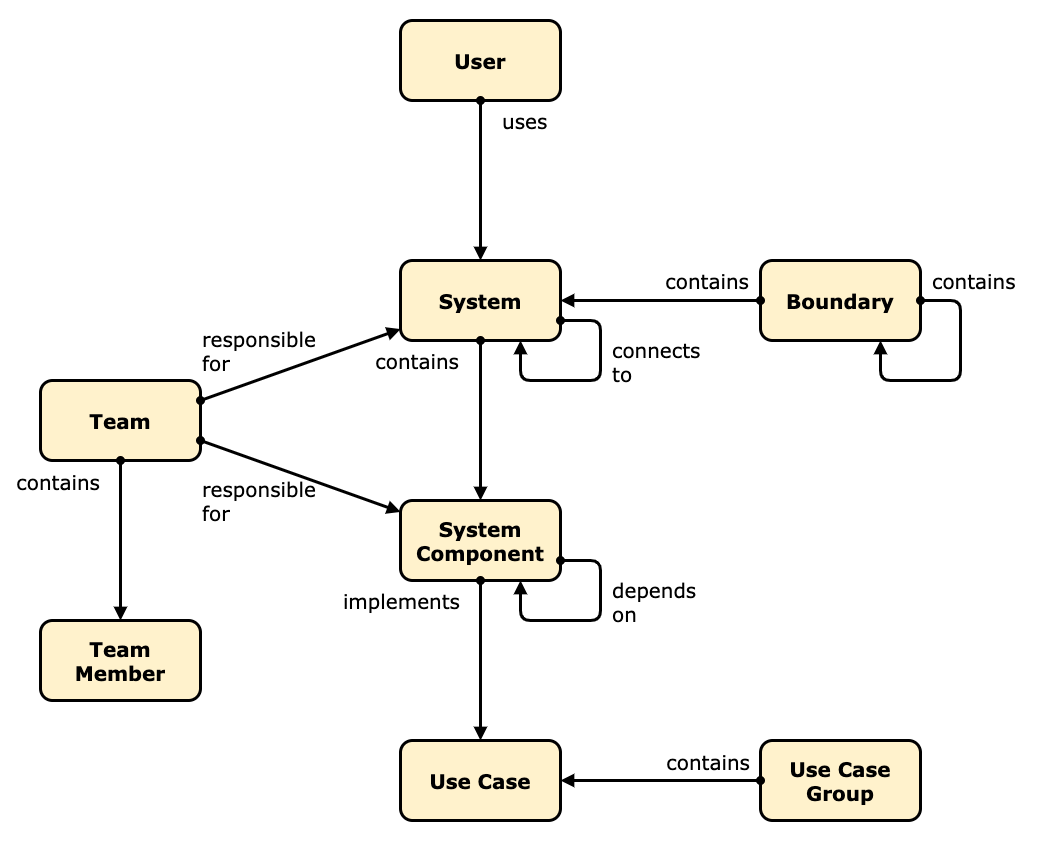 User
uses
System
contains
Boundary
contains
responsible
for
contains
connects
to
Team
contains
responsible
for
System
Component
implements
depends
on
Team
Member
Use Case
contains
Use Case
Group